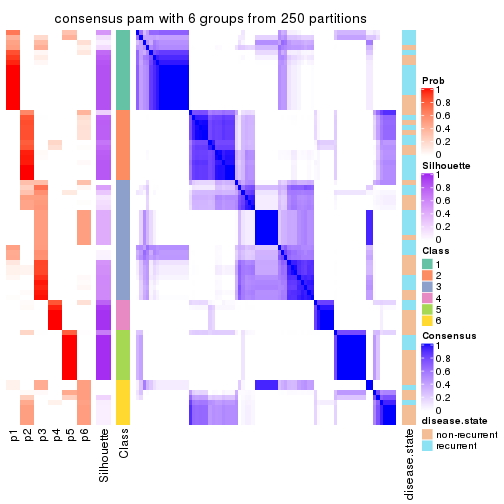 consensus pam with 6 groups from 250 partitions
Prob
1
0.8
0.6
0.4
0.2
0
Silhouette
1
0.8
0.6
0.4
0.2
0
Class
1
2
3
4
5
6
Consensus
1
0.8
0.6
0.4
0.2
0
disease.state
non-recurrent
recurrent
p1
p2
p3
p4
p5
p6
Silhouette
Class
disease.state